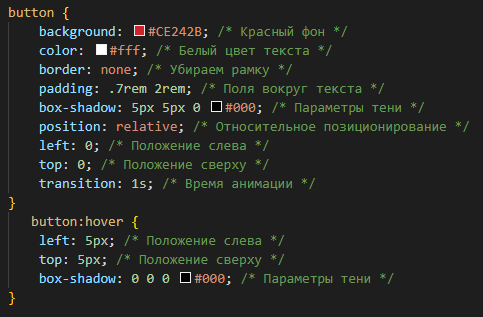 button {
background: #CE242B; /* Красный фон */
color: #fff; /* Белый цвет текста */
border: none; /* Убираем рамку */
padding: .7rem 2rem; /* Поля вокруг текста */
box-shadow: 5px 5px 0 #000; /* Параметры тени */
position: relative; /* Относительное позиционирование */
left: 0; /* Положение слева */
top: 0; /* Положение сверху */
transition: 1s; /* Время анимации */
}
button:hover {
left: 5px; /* Положение слева */
top: 5px; /* Положение сверху */
box-shadow: 0 0 0 #000; /* Параметры тени */
}